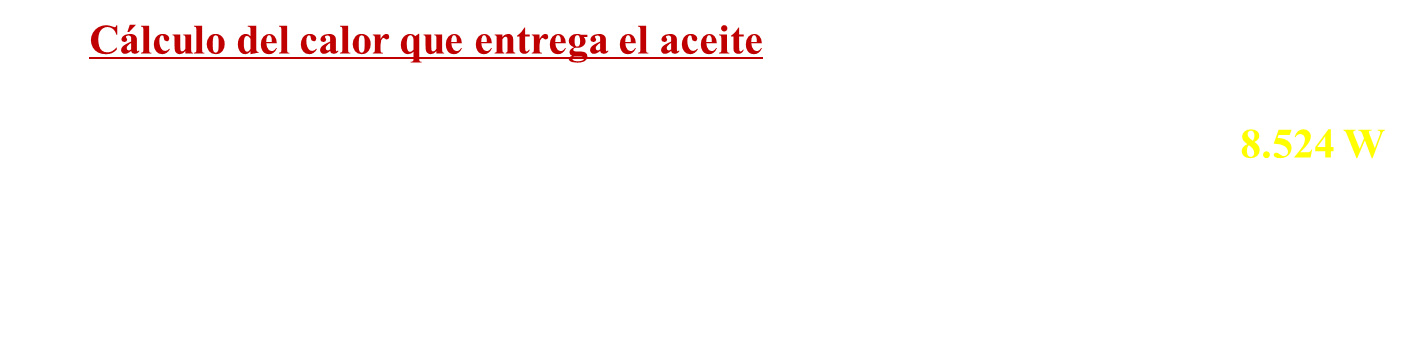 Cálculo del calor que entrega el aceite
8.524 W